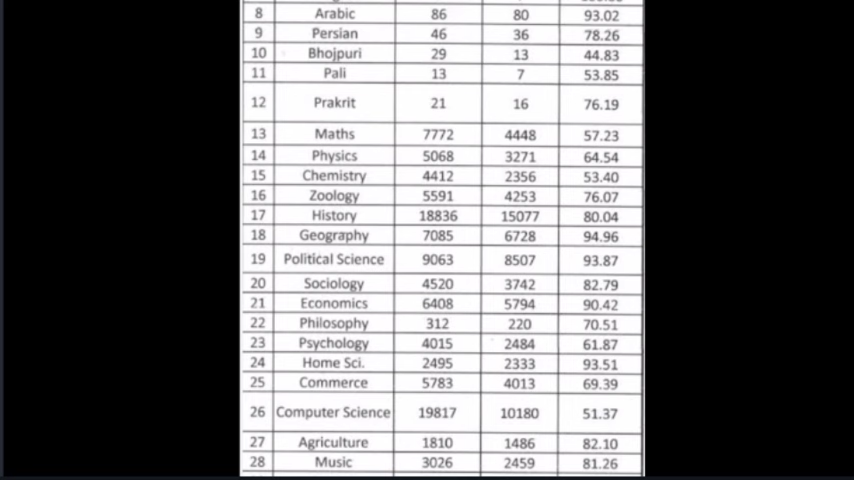 8 Arabic 86 80 93.02
9 Persian 46 36 78.26
10 Bhojpuri 29 13 44.83
11 Pali 13 7 53.85
12 Prakrit 21 16 76.19
13 Maths 7772 4448 57.23
14 Physics 5068 3271 64.54
15 Chemistry 4412 2356 53.40
16 Zoology 5591 4253 76.07
17 History 18836 15077 80.04
18 Geography 7085 6728 94.96
19 Political Science 9063 8507 93.87
20 Sociology 4520 3742 82.79
21 Economics 6408 5794 90.42
22 Philosophy 312 220 70.51
23 Psychology 4015 2484 61.87
24 Home Sci. 2495 2333 93.51
25 Commerce 5783 4013 69.39
26 Computer Science 19817 10180 51.37
27 Agriculture 1810 1486 82.10
28 Music 3026 2459 81.26